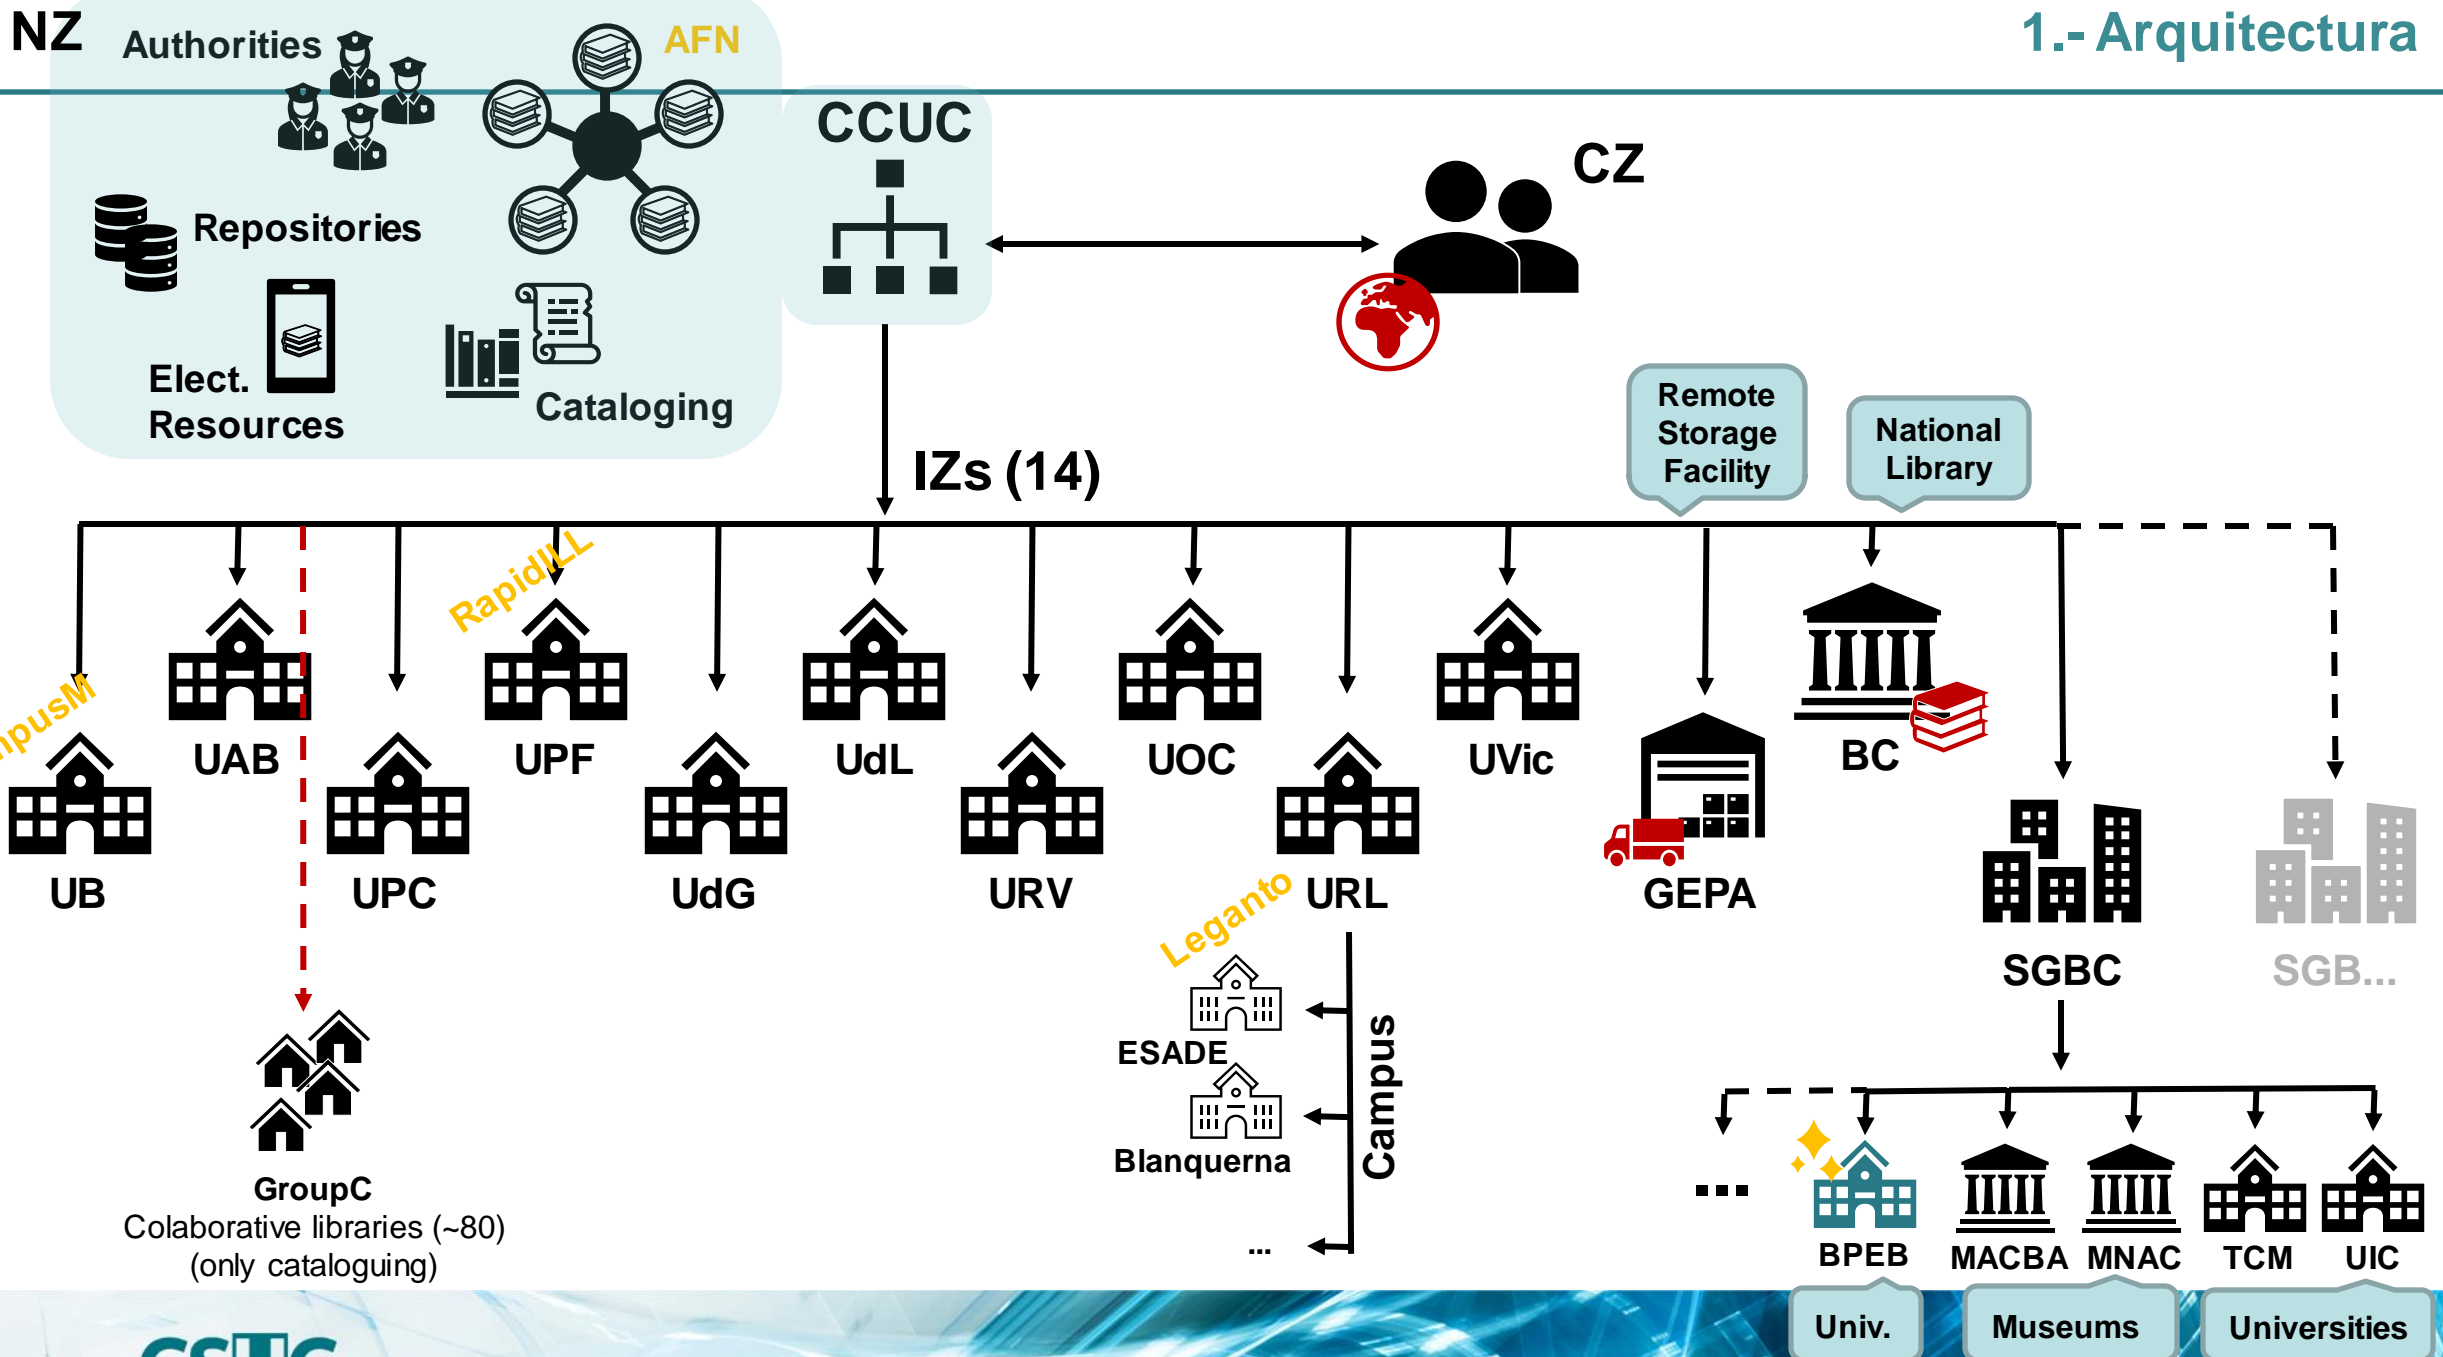 NZ
1.- Arquitectura
Authorities
AFN
CCUC
CZ
Repositories
Elect.
Resources
Cataloging
Remote
Storage
Facility
National
Library
IZs (14)
RapidILL
UAB
UPF
UdL
UOC
UVic
BC
UB
UPC
UdG
URV
URL
GEPA
Leganto
SGBC
SGB...
ESADE
Campus
Blanquerna
...
GroupC
Colaborative libraries (~80)
(only cataloguing)
...
BPEB
MACBA
MNAC
TCM
UIC
Univ.
Museums
Universities